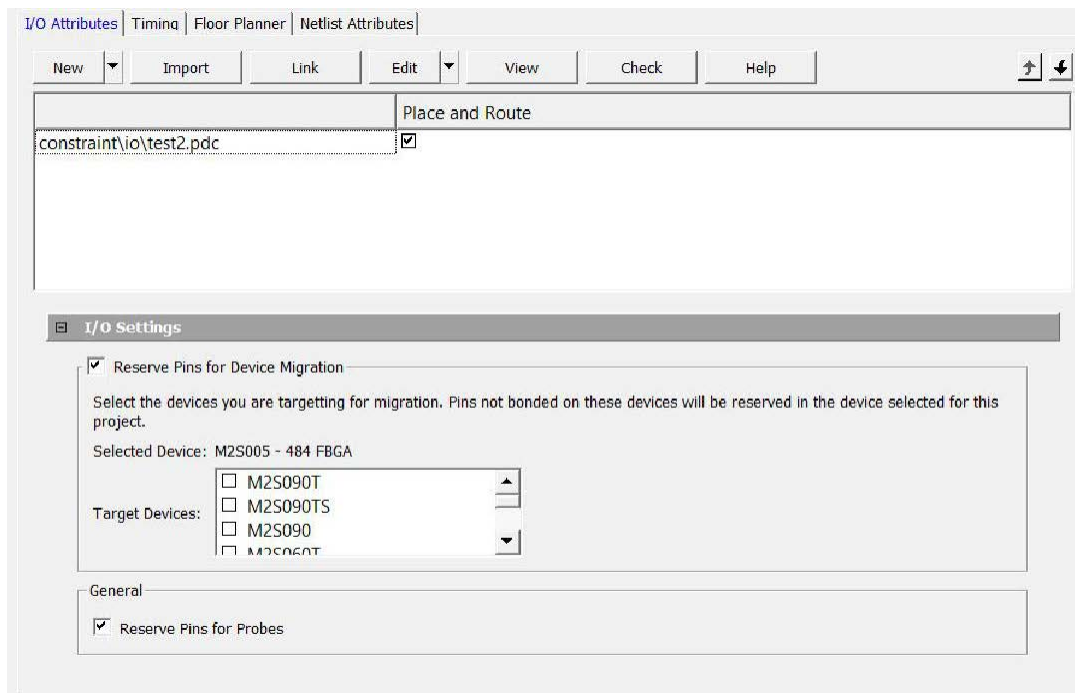 I/O Attributes Timing Floor Planner Netlist Attributes
New Import Link Edit View Check Help
Place and Route
constraint\io\test2.pdc
I/O Settings
Reserve Pins for Device Migration
Select the devices you are targetting for migration. Pins not bonded on these devices will be reserved in the device selected for this
project.
Selected Device: M2S005 - 484 FBGA
M2S090T
M2S090TS
Target Devices:
M2S090
M2S060T
General
Reserve Pins for Probes